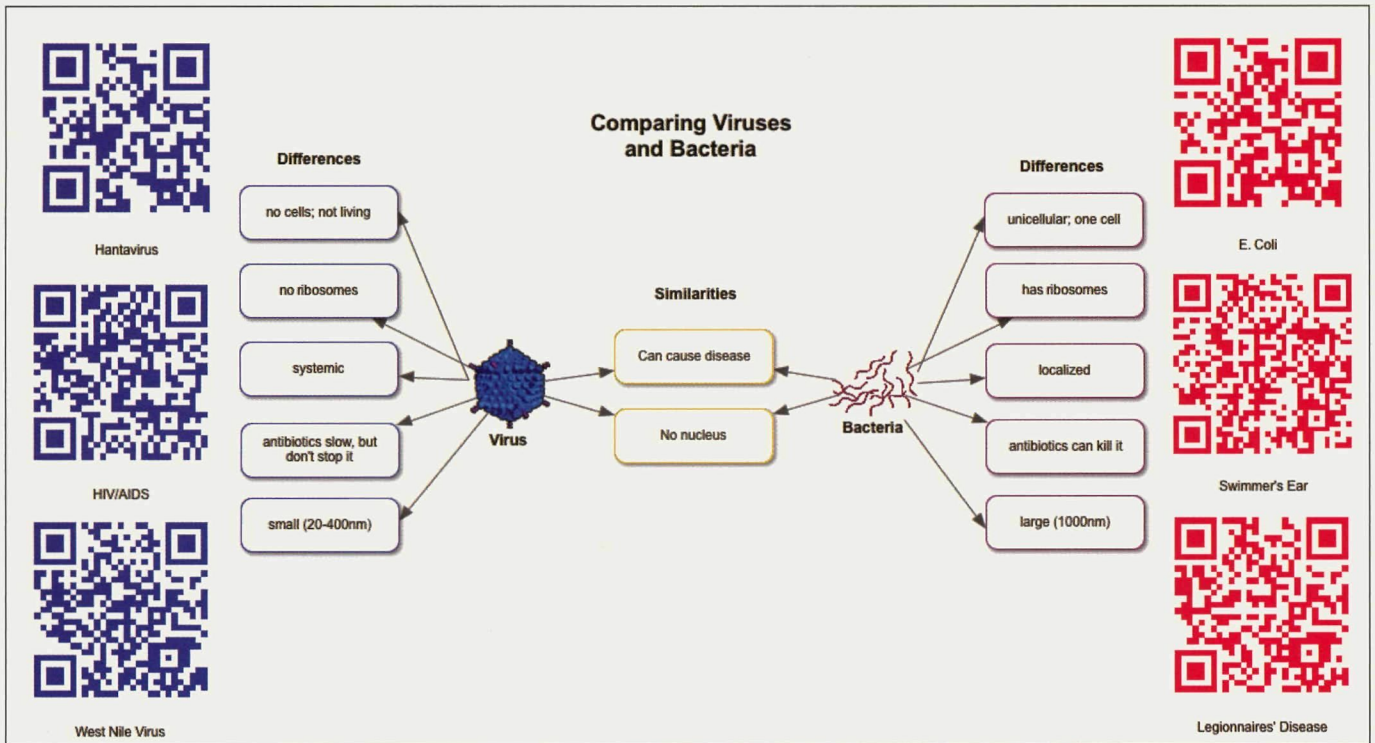 Comparing Viruses
and Bacteria
Differences
no cells; not living
no ribosomes
systemic
antibiotics slow, but
don't stop it
small (20-400nm)
Virus
Similarities
Can cause disease
No nucleus
Bacteria
Differences
unicellular; one cell
has ribosomes
localized
antibiotics can kill it
large (1000nm)
Hantavirus
HIV/AIDS
West Nile Virus
E. Coli
Swimmer's Ear
Legionnaires' Disease